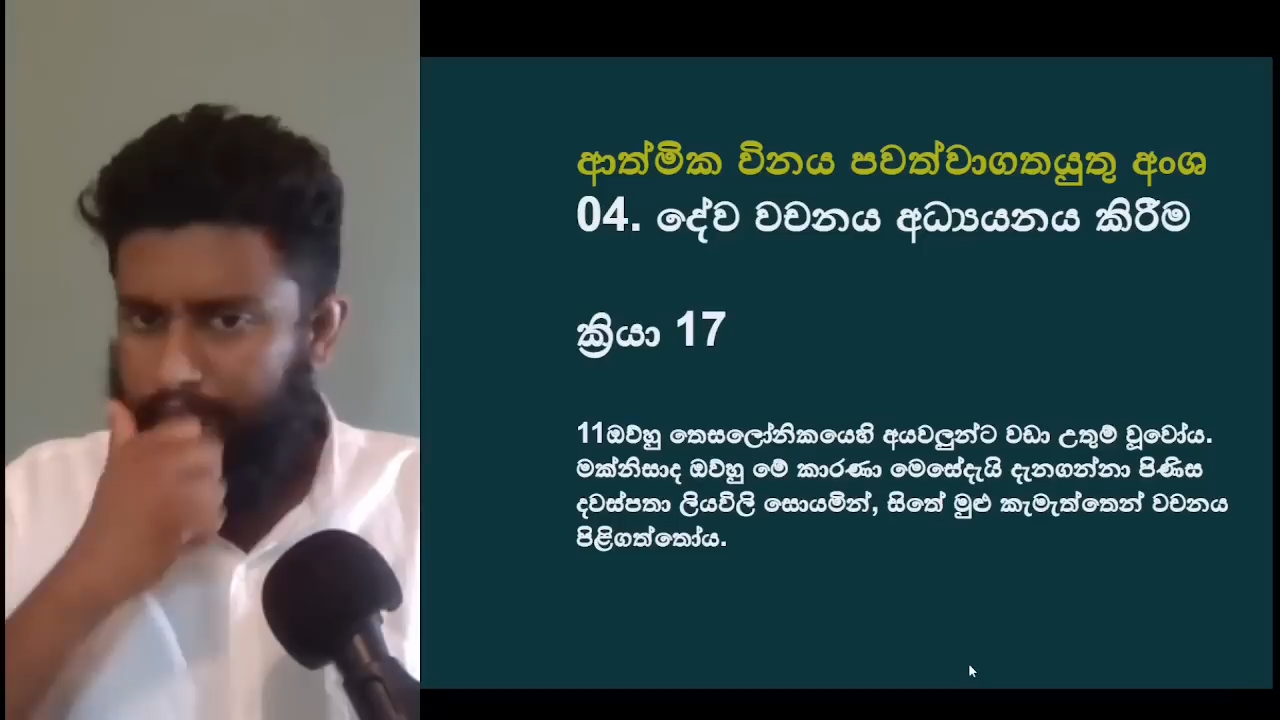 ආත්මික විනය පවත්වාගතයුතු අංශ
04. දේව වචනය අධ්‍යයනය කිරීම
ක්‍රියා 17
11ඔව්හු තෙසලෝනිකයෙහි අයවලුන්ට වඩා උතුම් වූවෝය.
මක්නිසාද ඔව්හු මේ කාරණා මෙසේදැයි දැනගන්නා පිණිස
දවස්පතා ලියවිලි සොයමින්, සිතේ මුළු කැමැත්තෙන් වචනය
පිළිගත්තෝය.